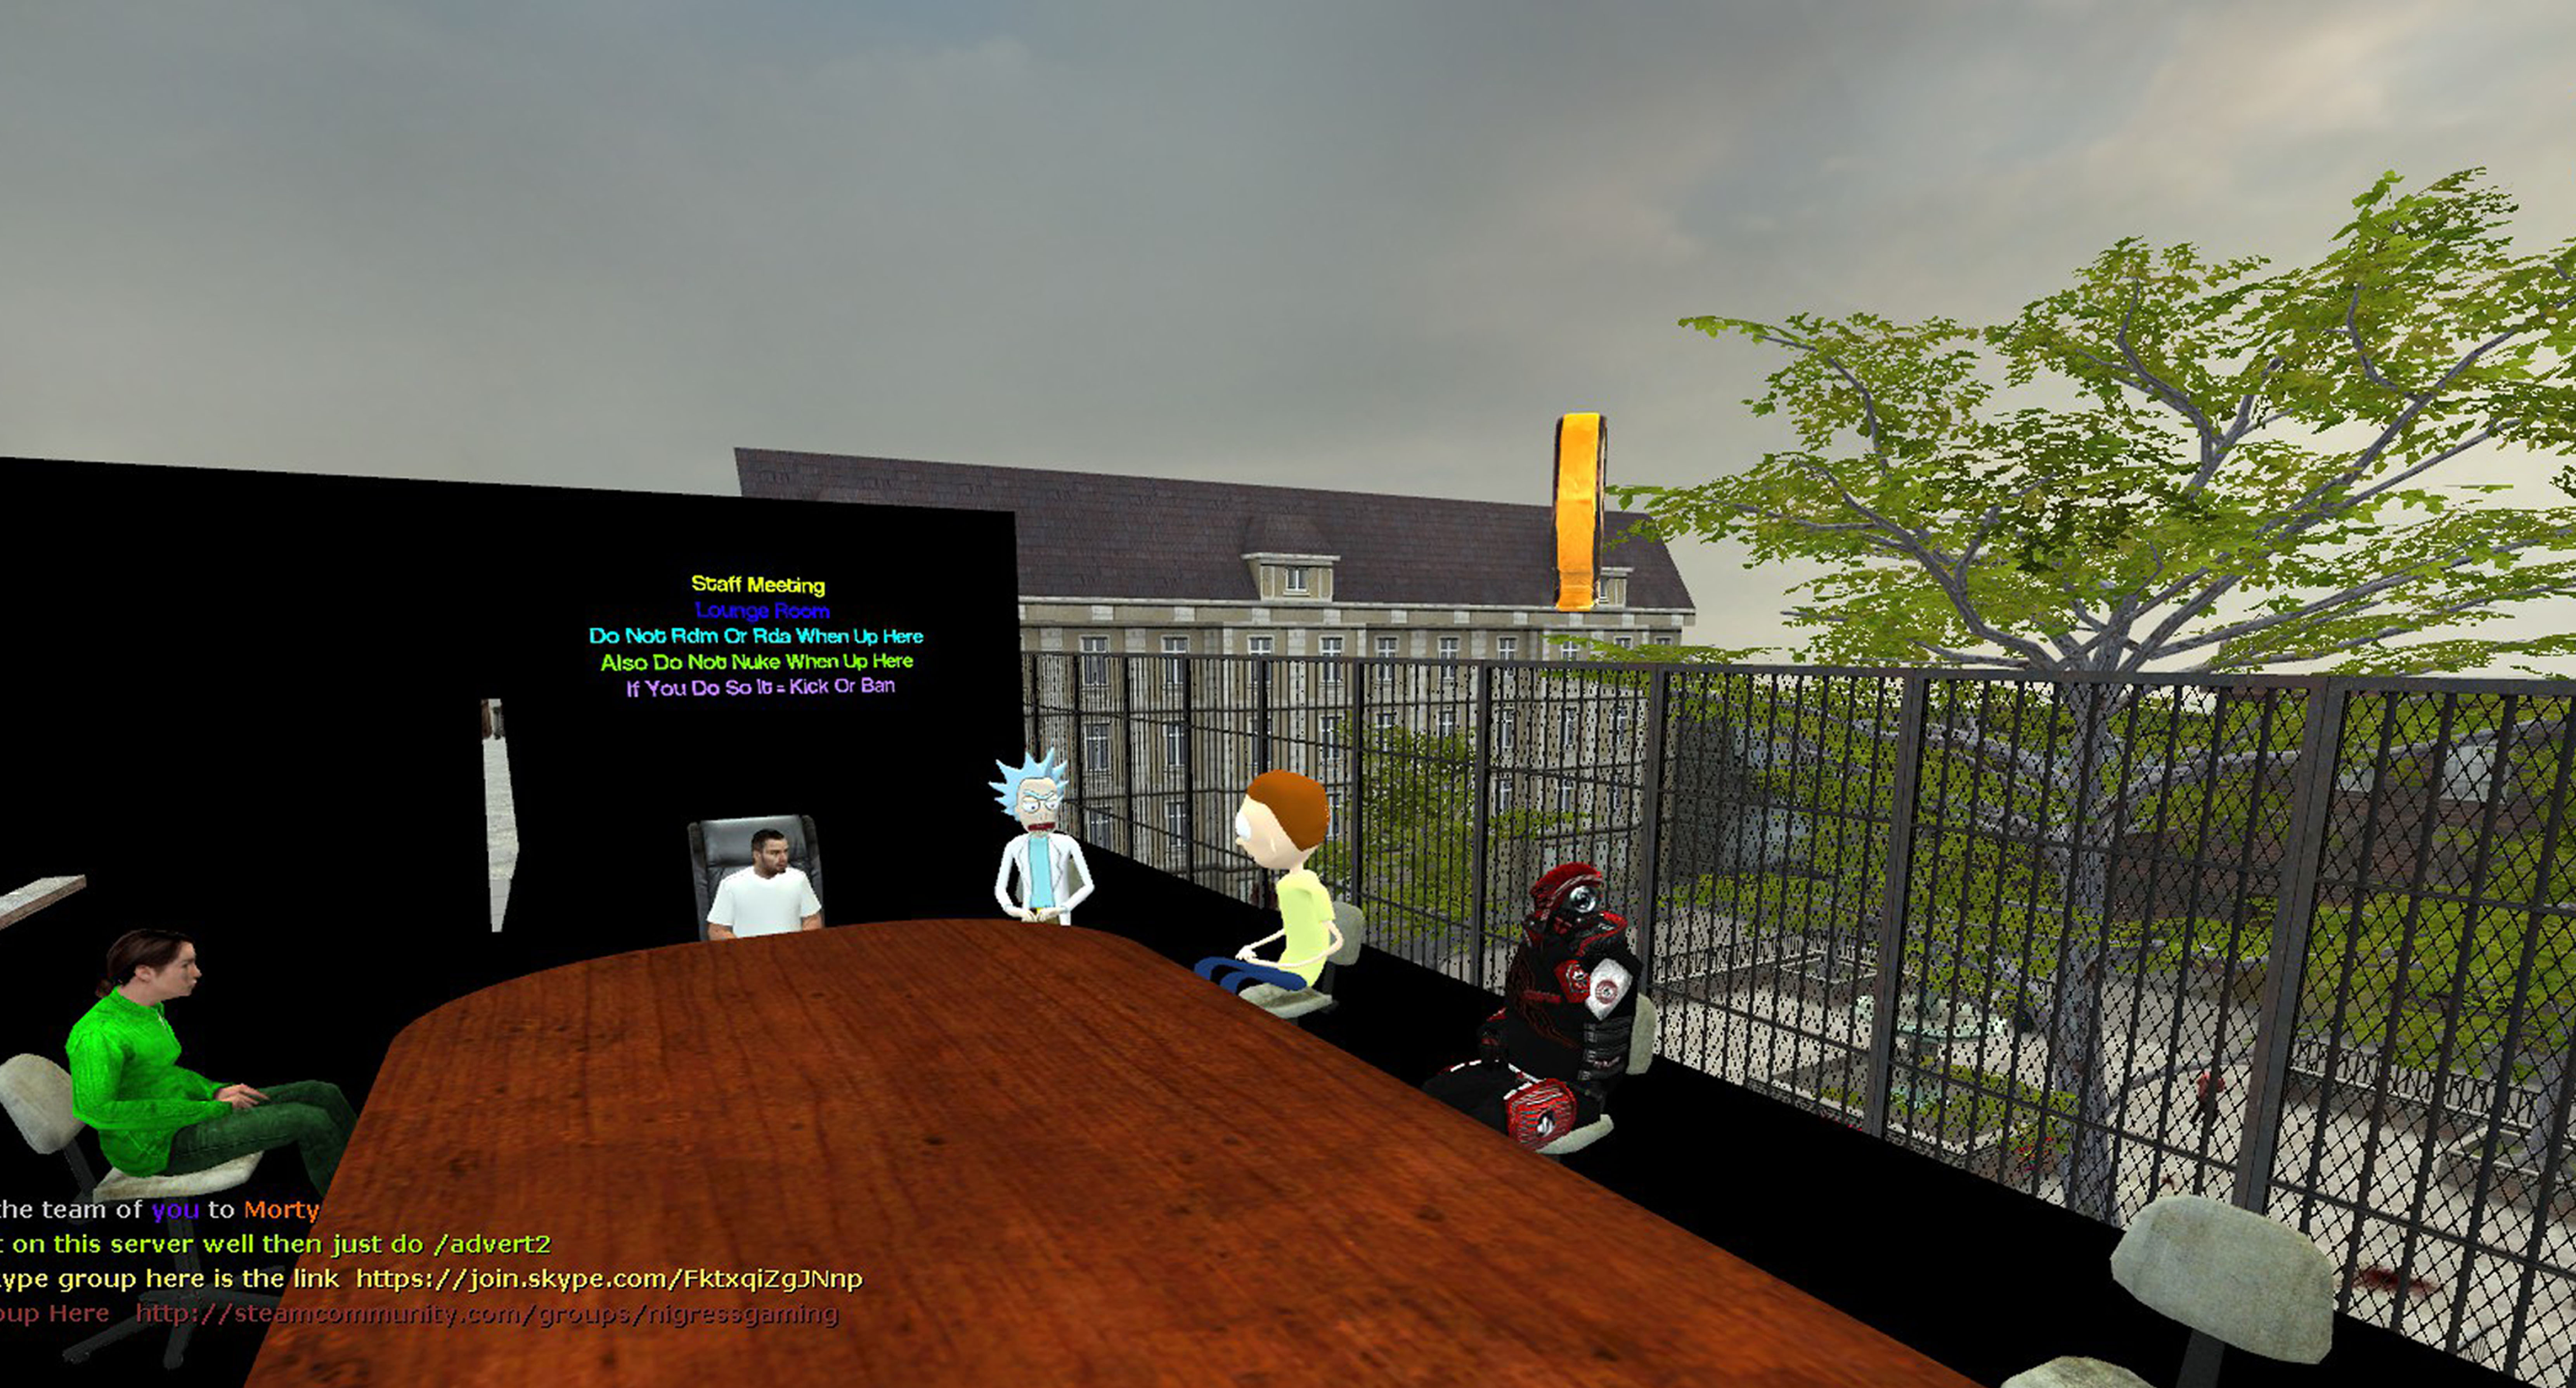 Staff Meeting
Lounge Room
Do Not Rdm Or Rda When Up Here
Also Do Not Nuke When Up Here
If You Do So It = Kick Or Ban
the team of you to Morty
t on this server well then just do /advert2
ype group here is the link https://join.skype.com/FktxqiZgJNnp
oup Here http://steamcommunity.com/groups/nigressgaming